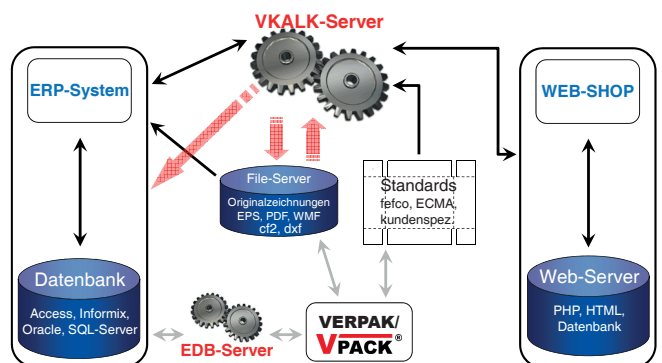 VKALK-Server
ERP-System
WEB-SHOP
File-Server
Originalzeichnungen
EPS, PDF, WMF
cf2, dxf
Standards
fefco, ECMA,
kundenspez.
Datenbank
Access, Informix,
Oracle, SQL-Server
EDB-Server
VERPAK/
VPACK®
Web-Server
PHP, HTML,
Datenbank